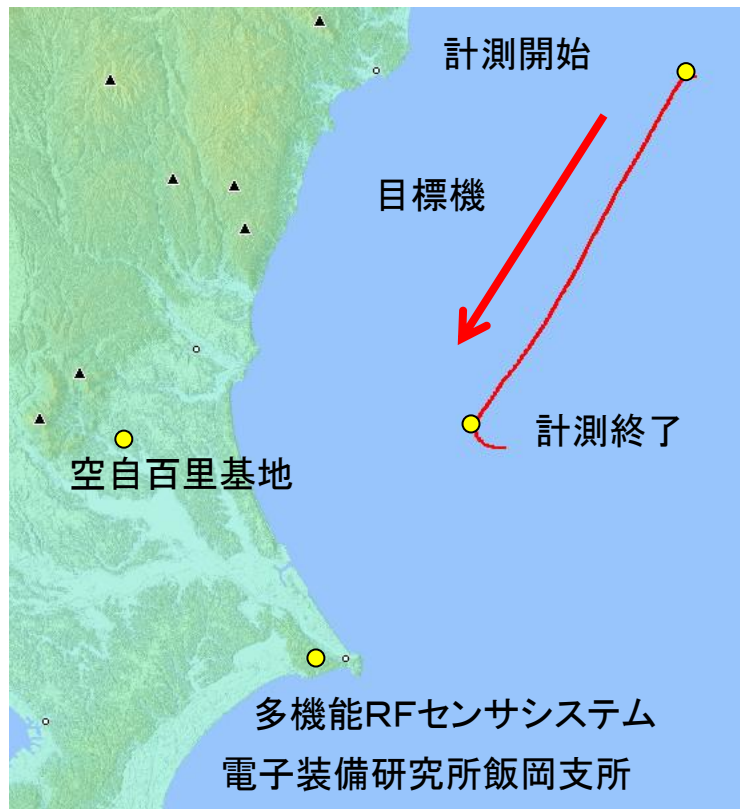 計測開始
目標機
計測終了
空自百里基地
多機能RFセンサシステム
電子装備研究所飯岡支所